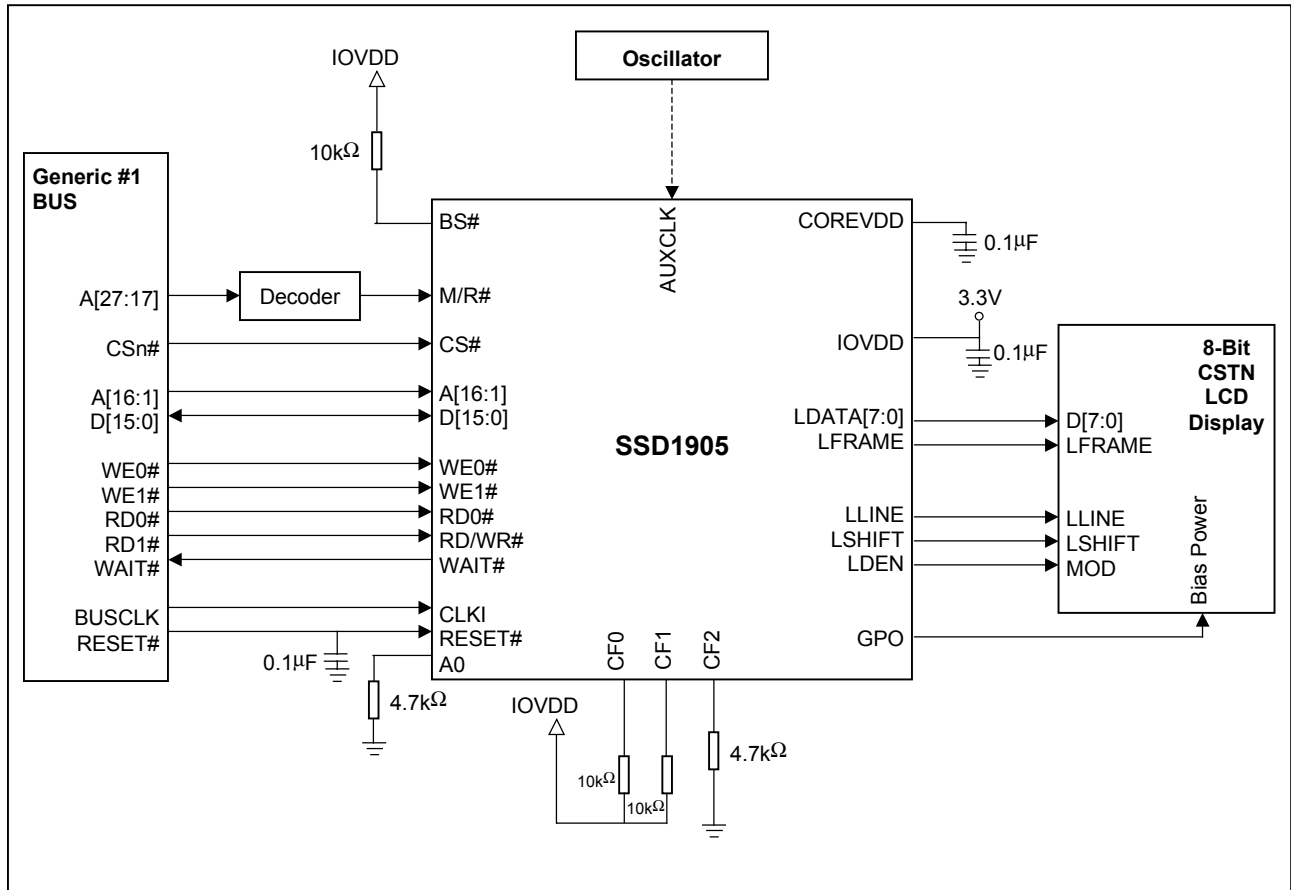 Oscillator
IOVDD
10kΩ
Generic #1
BUS
A[27:17]
CSn#
A[16:1]
D[15:0]
WE0#
WE1#
RD0#
RD1#
WAIT#
BUSCLK
RESET#
Decoder
0.1μF
4.7kΩ
BS#
M/R#
CS#
A[16:1]
D[15:0]
WE0#
WE1#
RD0#
RD/WR#
WAIT#
CLKI
RESET#
A0
AUXCLK
SSD1905
COREVDD
IOVDD
LDATA[7:0]
LFRAME
LLINE
LSHIFT
LDEN
GPO
CF0
CF1
CF2
IOVDD
10kΩ
10kΩ
4.7kΩ
0.1μF
3.3V
0.1μF
8-Bit
CSTN
LCD
Display
D[7:0]
LFRAME
LLINE
LSHIFT
MOD
Bias Power